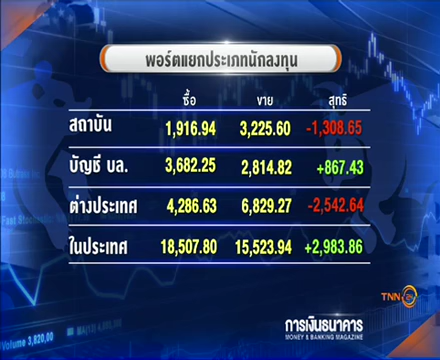 พอร์ตแยกประเภทนักลงทุน
ซื้อ ขาย สุทธิ
สถาบัน 1,916.94 3,225.60 -1,308.65
บัญชี บล. 3,682.25 2,814.82 +867.43
ต่างประเทศ 4,286.63 6,829.27 -2,542.64
ในประเทศ 18,507.80 15,523.94 +2,983.86
TNN 24
การเงินธนาคาร
MONEY & BANKING MAGAZINE
Volume 3,820,00